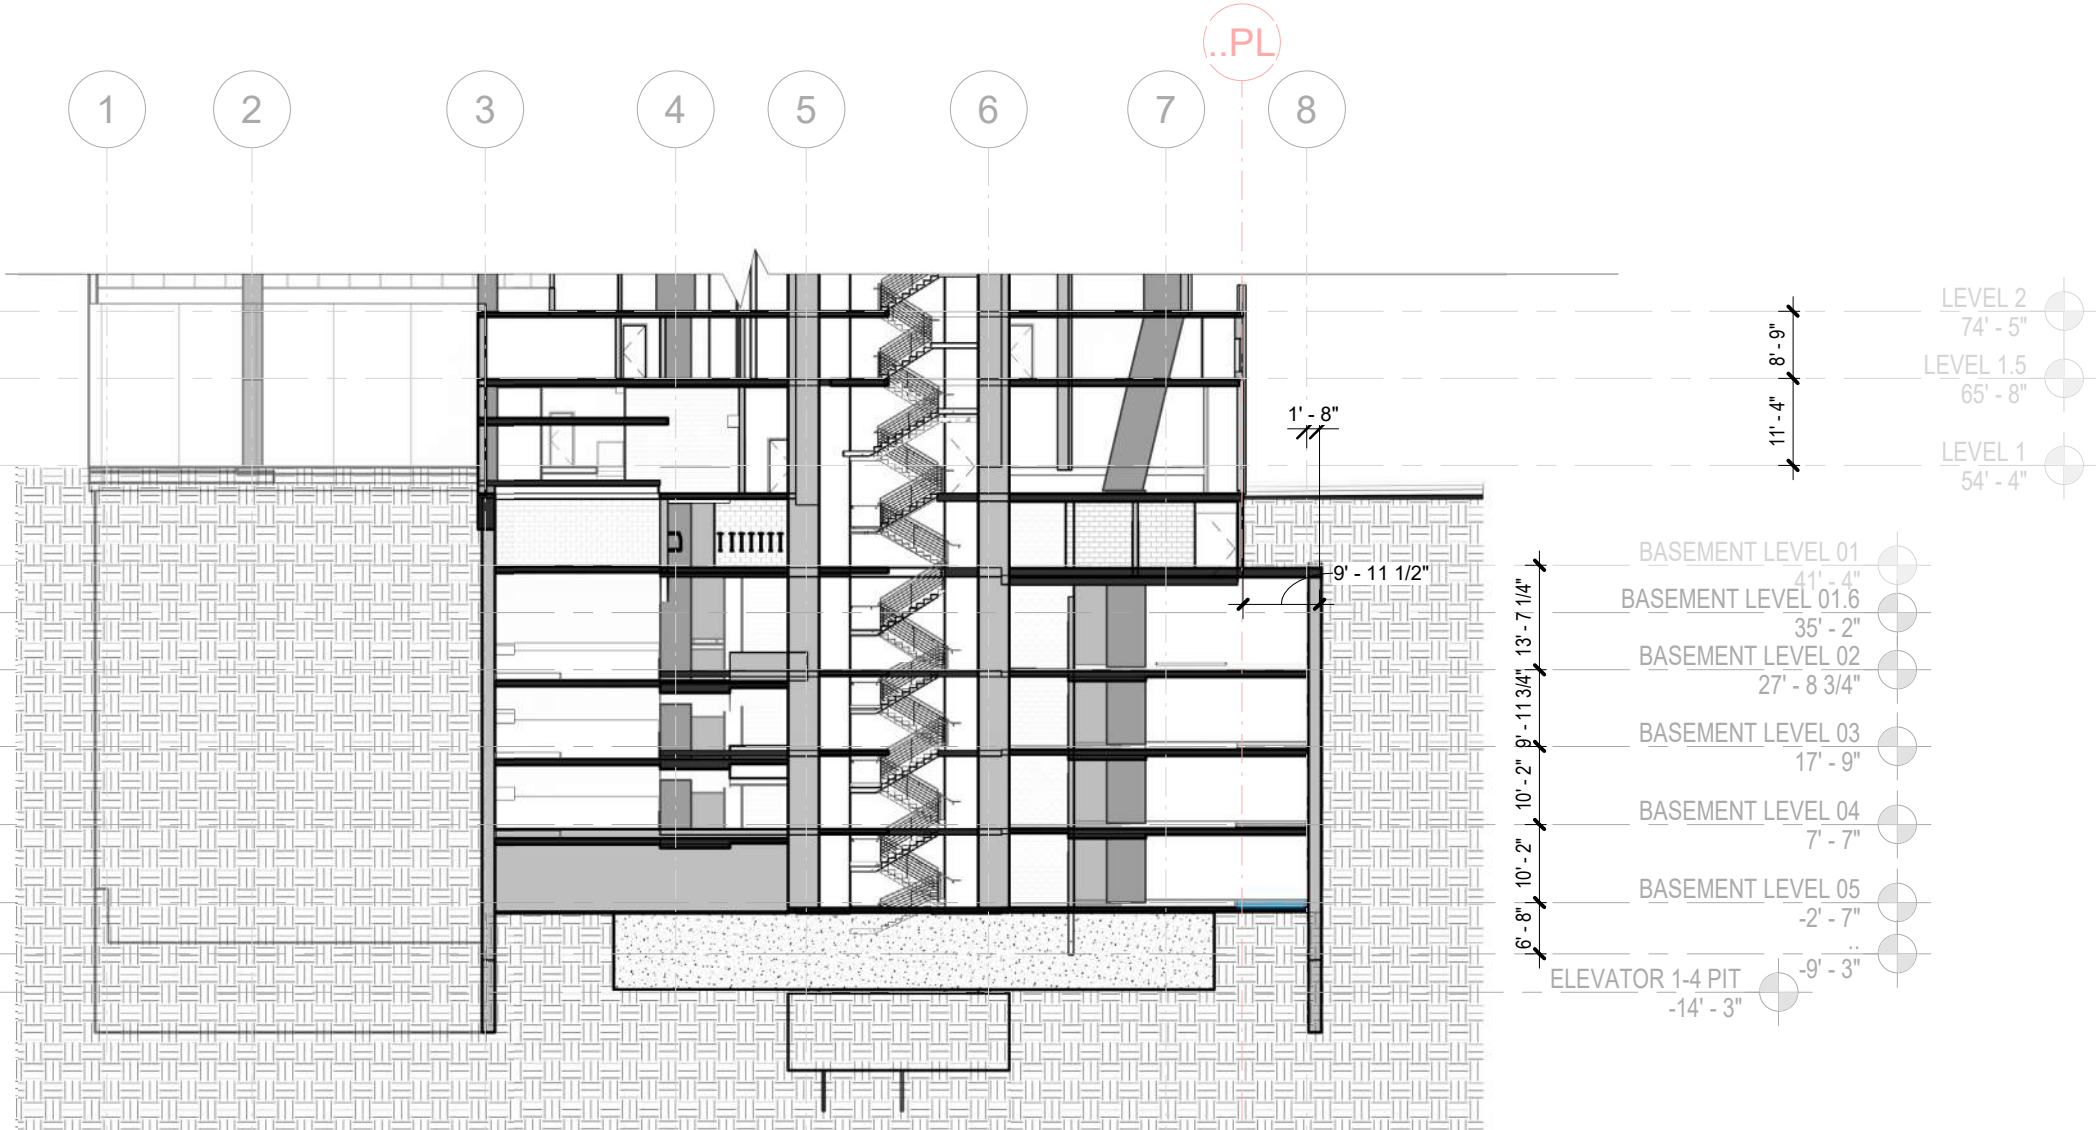 ..PL
1
2
3
4
5
6
7
8
LEVEL 2
74' - 5"
8' - 9"
LEVEL 1.5
65' - 8"
11' - 4"
1' - 8"
LEVEL 1
54' - 4"
BASEMENT LEVEL 01
41' - 4"
9' - 11 1/2"
13' - 7 1/4"
BASEMENT LEVEL 01.6
35' - 2"
BASEMENT LEVEL 02
27' - 8 3/4"
9' - 11 3/4"
BASEMENT LEVEL 03
17' - 9"
10' - 2"
BASEMENT LEVEL 04
7' - 7"
10' - 2"
BASEMENT LEVEL 05
-2' - 7"
6' - 8"
..
-9' - 3"
ELEVATOR 1-4 PIT
-14' - 3"